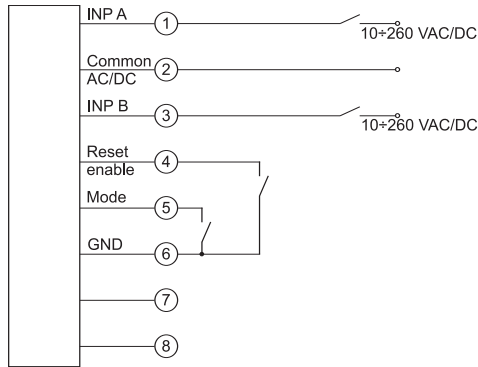 INP A
1
10÷260 VAC/DC
Common
AC/DC
2
INP B
3
10÷260 VAC/DC
Reset
enable
4
Mode
5
GND
6
7
8